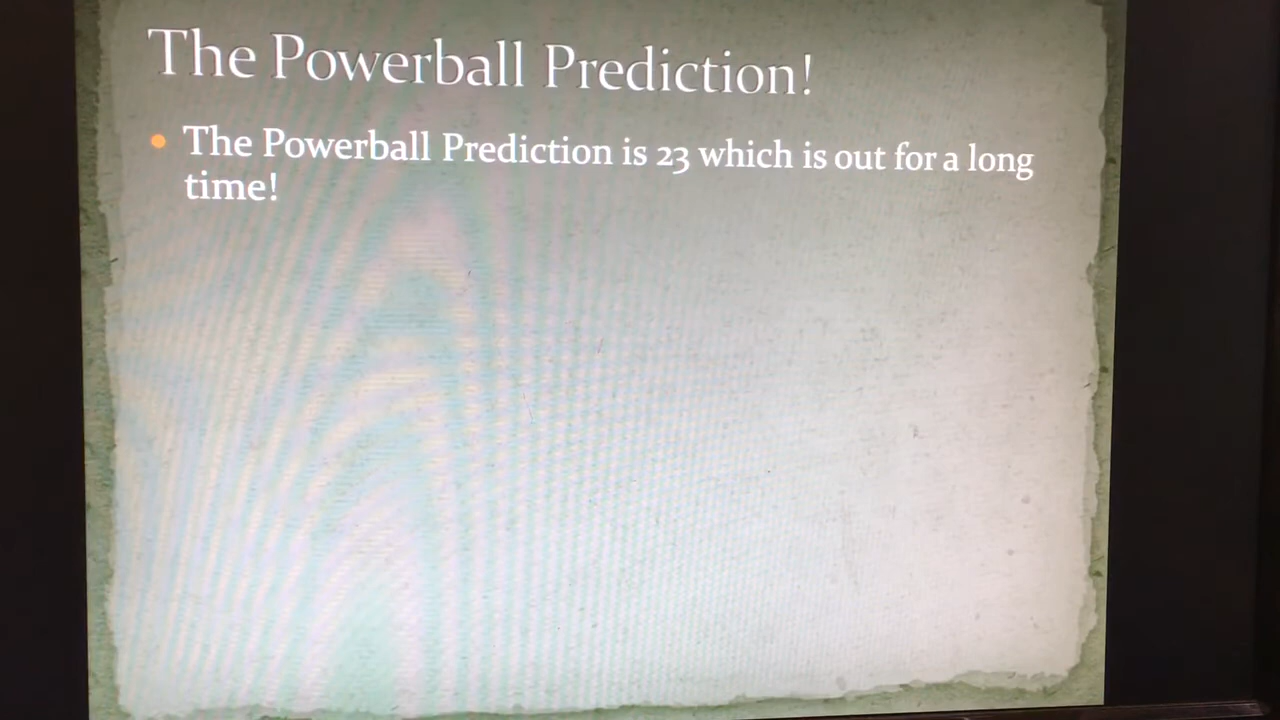 The Powerball Prediction!
The Powerball Prediction is 23 which is out for a long
time!